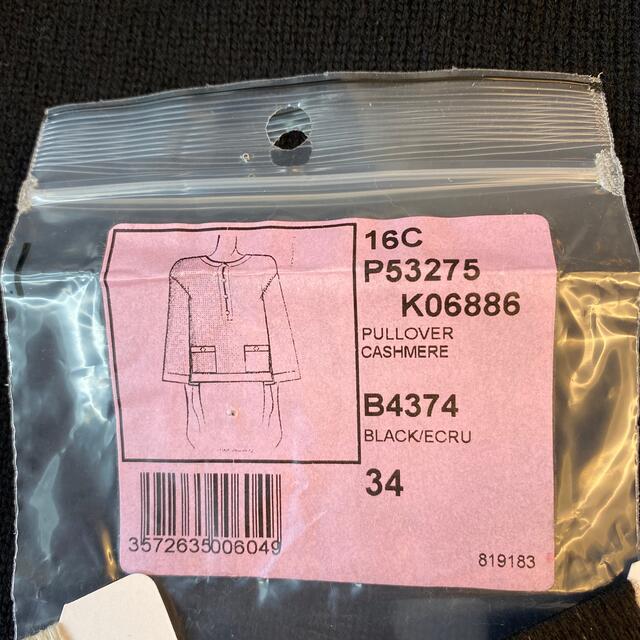 16C
P53275
K06886
PULLOVER
CASHMERE
B4374
BLACK/ECRU
34
3572635006049
819183